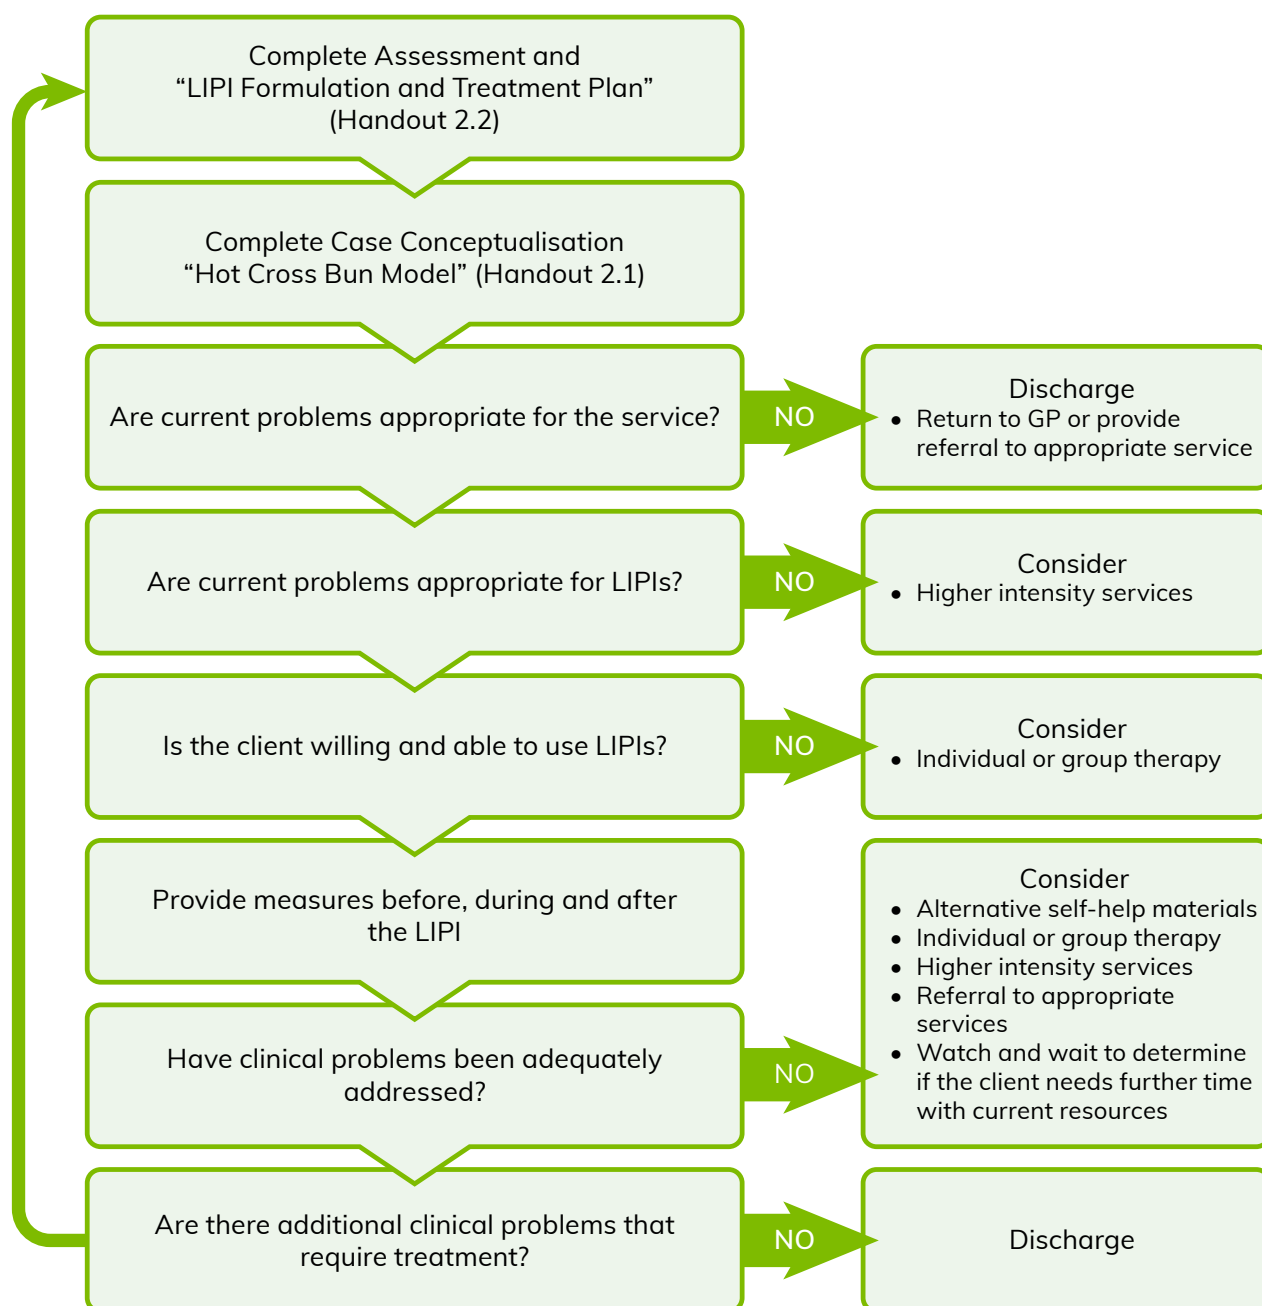 Complete Assessment and
“LIPI Formulation and Treatment Plan”
(Handout 2.2)
Complete Case Conceptualisation
“Hot Cross Bun Model” (Handout 2.1)
Are current problems appropriate for the service?
NO
Discharge
• Return to GP or provide
referral to appropriate service
Are current problems appropriate for LIPIs?
NO
Consider
• Higher intensity services
Is the client willing and able to use LIPIs?
NO
Consider
• Individual or group therapy
Provide measures before, during and after
the LIPI
Have clinical problems been adequately
addressed?
NO
Consider
• Alternative self-help materials
• Individual or group therapy
• Higher intensity services
• Referral to appropriate
services
• Watch and wait to determine
if the client needs further time
with current resources
Are there additional clinical problems that
require treatment?
NO
Discharge